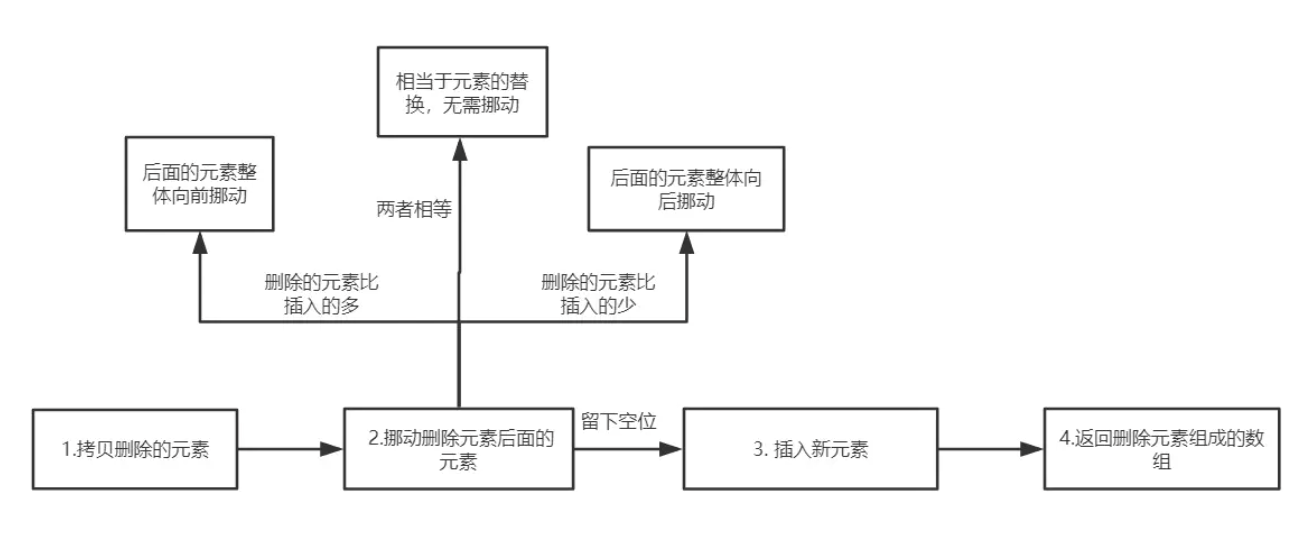 相当于元素的替
换，无需挪动
后面的元素整
体向前挪动
后面的元素整体向
后挪动
两者相等
删除的元素比
插入的多
删除的元素比
插入的少
1.拷贝删除的元素
2.挪动删除元素后面的
元素
留下空位
3. 插入新元素
4.返回删除元素组成的数
组